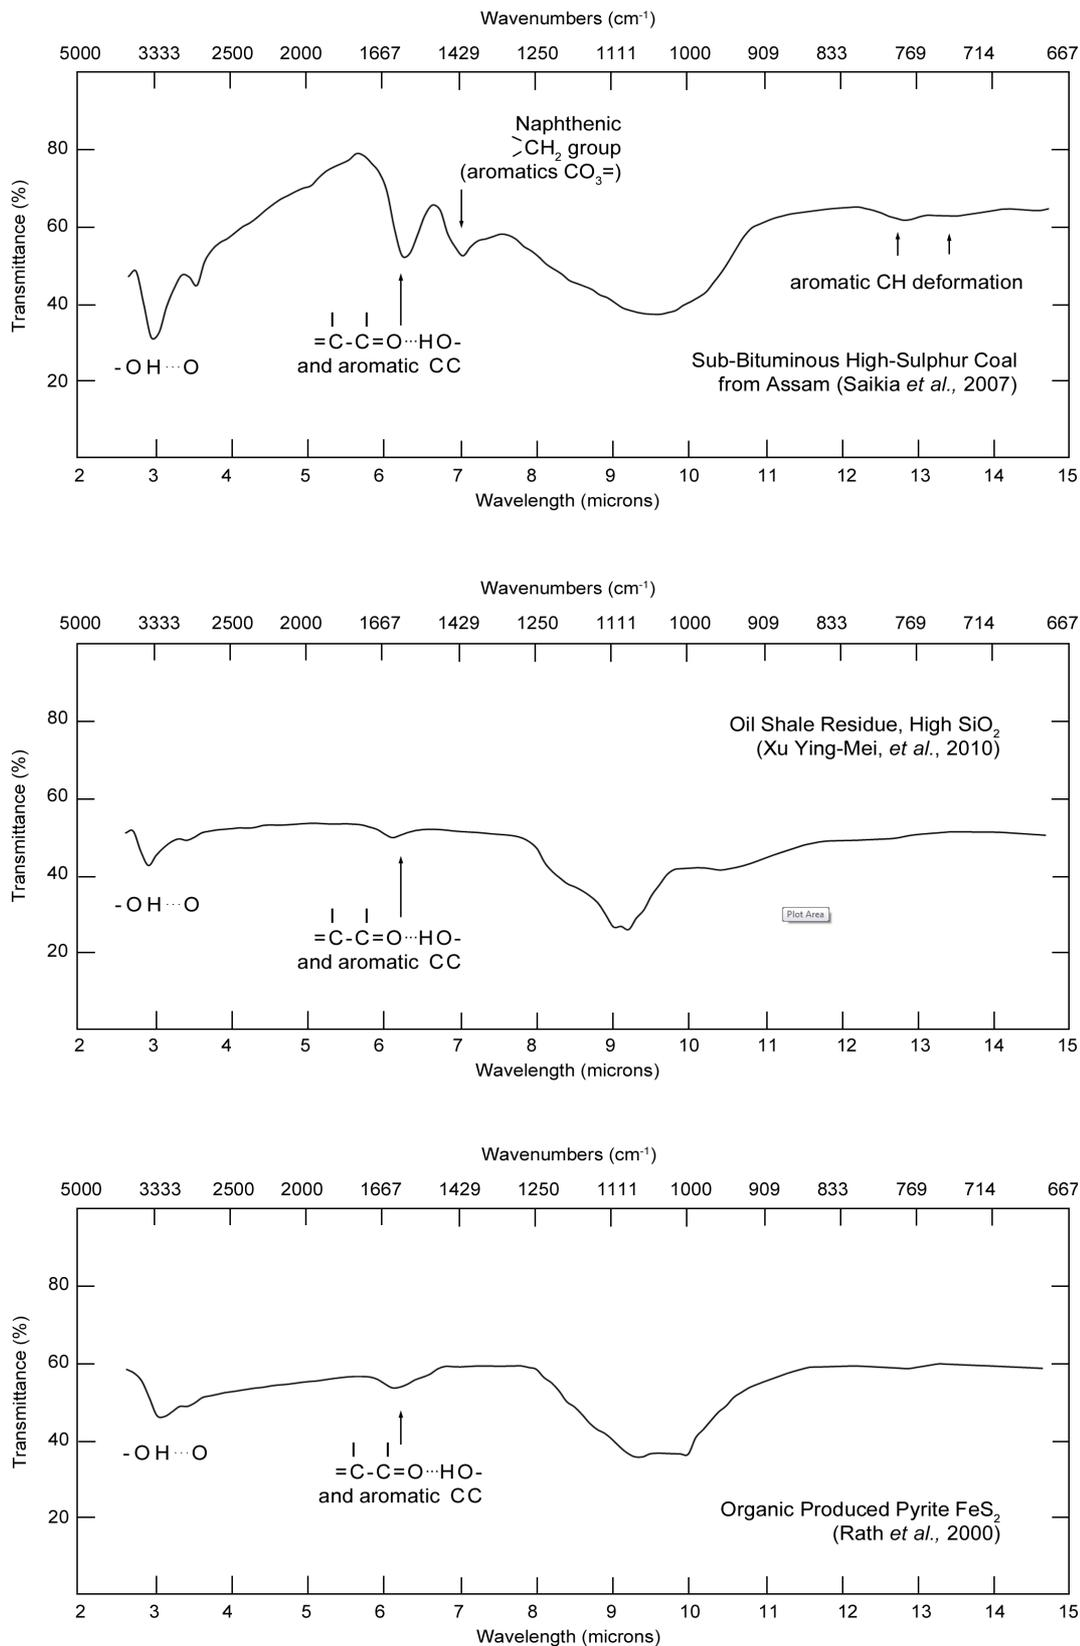 Wavenumbers (cm-1)
5000 3333 2500 2000 1667 1429 1250 1111 1000 909 833 769 714 667
Naphthenic
>CH2 group
(aromatics CO3=)
80
60
40
20
Transmittance (%)
aromatic CH deformation
-OH···O
=C-C=O···HO-
and aromatic CC
Sub-Bituminous High-Sulphur Coal
from Assam (Saikia et al., 2007)
2 3 4 5 6 7 8 9 10 11 12 13 14 15
Wavelength (microns)
Wavenumbers (cm-1)
5000 3333 2500 2000 1667 1429 1250 1111 1000 909 833 769 714 667
Oil Shale Residue, High SiO2
(Xu Ying-Mei, et al., 2010)
80
60
40
20
Transmittance (%)
-OH···O
Plot Area
=C-C=O···HO-
and aromatic CC
2 3 4 5 6 7 8 9 10 11 12 13 14 15
Wavelength (microns)
Wavenumbers (cm-1)
5000 3333 2500 2000 1667 1429 1250 1111 1000 909 833 769 714 667
80
60
40
20
Transmittance (%)
-OH···O
=C-C=O···HO-
and aromatic CC
Organic Produced Pyrite FeS2
(Rath et al., 2000)
2 3 4 5 6 7 8 9 10 11 12 13 14 15
Wavelength (microns)